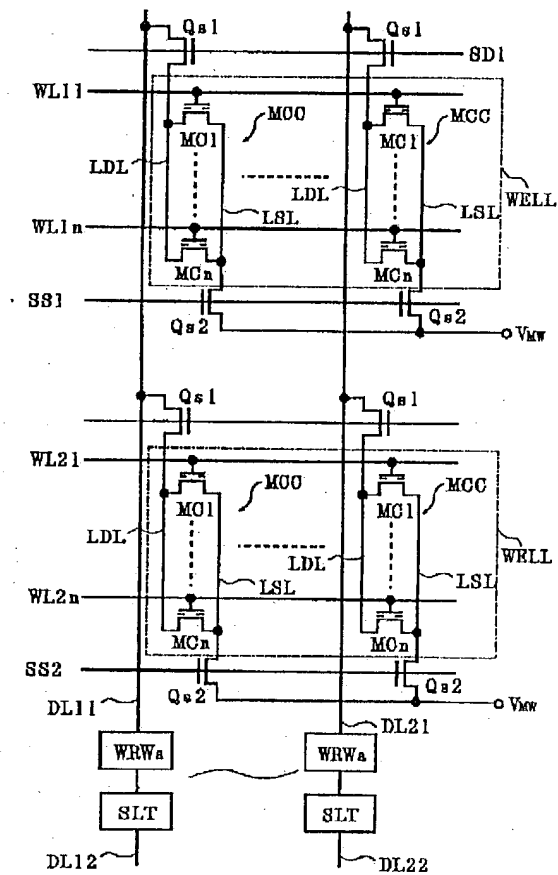 Qs1 Qs1
SD1
WL11
MCC MCC
MC1 MC1
LDL LDL WELL
LSL LSL
WL1n
MCn MCn
SS1
Qs2 Qs2
VMW
Qs1 Qs1
WL21
MCC MCC
MC1 MC1
LDL LDL WELL
LSL LSL
WL2n
MCn MCn
SS2
Qs2 Qs2
DL11 VMW
DL21
WRWa WRWa
SLT SLT
DL12 DL22